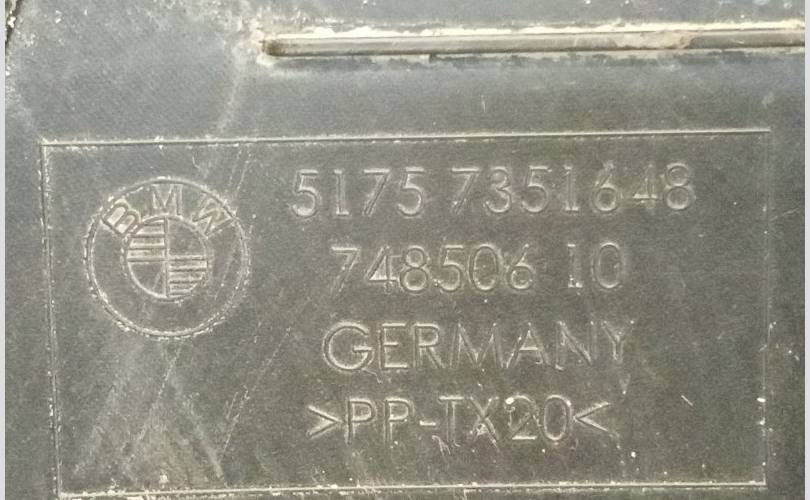 BMW
5175 7351648
748506 10
GERMANY
>PP-TX20<